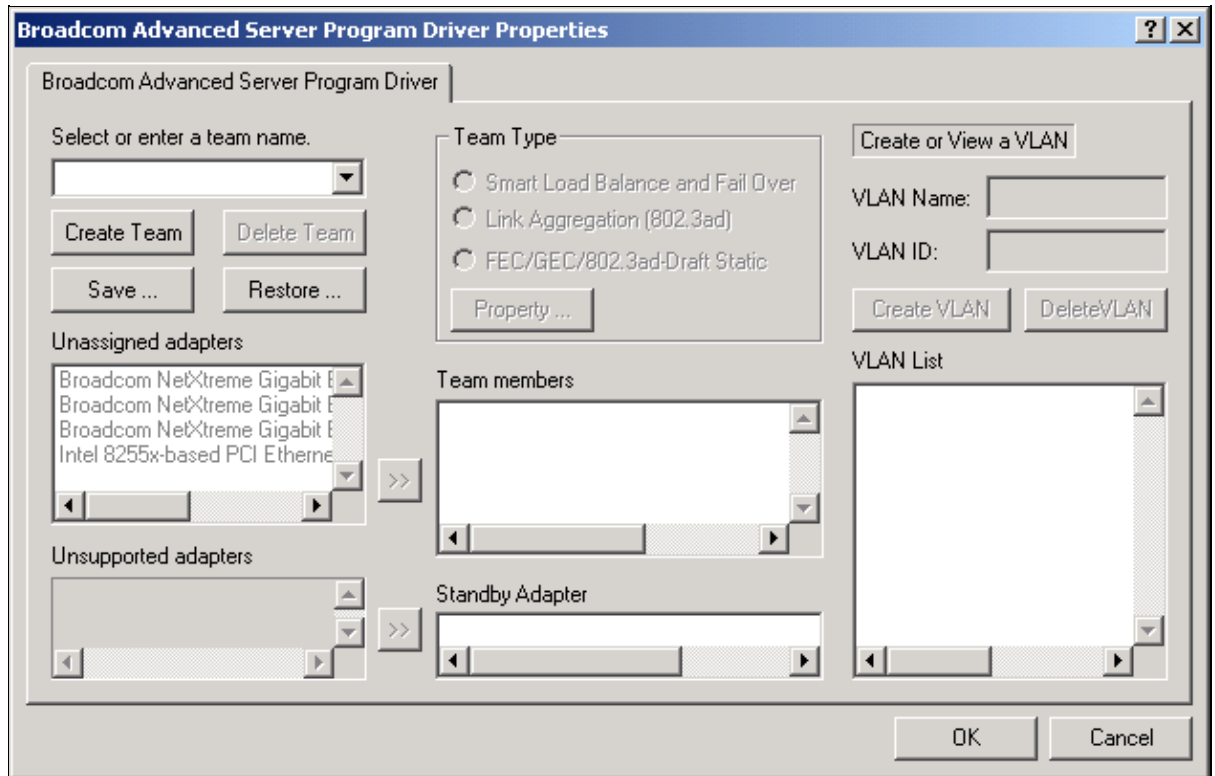 Broadcom Advanced Server Program Driver Properties
Broadcom Advanced Server Program Driver
Select or enter a team name.
Create Team
Delete Team
Save ...
Restore ...
Unassigned adapters
Broadcom NetXtreme Gigabit
Broadcom NetXtreme Gigabit
Broadcom NetXtreme Gigabit
Intel 8255x-based PCI
>>
Unsupported adapters
>>
Team Type
Smart Load Balance and Fail Over
Link Aggregation (802.3ad)
FEC/GEC/802.3ad-Draft Static
Property ...
Team members
Standby Adapter
Create or View a VLAN
VLAN Name:
VLAN ID:
Create VLAN
DeleteVLAN
VLAN List
OK
Cancel